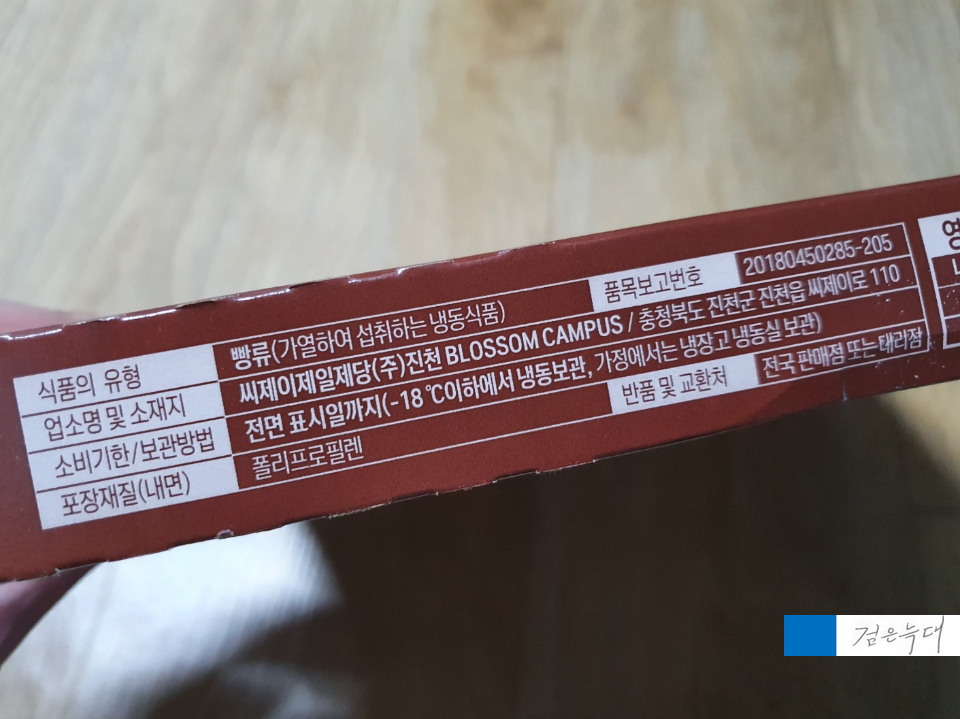 식품의 유형 빵류(가열하여 섭취하는 냉동식품) 품목보고번호 20180450285-205
업소명 및 소재지 씨제이제일제당(주)진천 BLOSSOM CAMPUS / 충청북도 진천군 진천읍 씨제이로 110
소비기한/보관방법 전면 표시일까지(-18℃이하에서 냉동보관, 가정에서는 냉장고 냉동실 보관)
포장재질(내면) 폴리프로필렌 반품 및 교환처 전국 판매점 또는 대리점
검은늑대